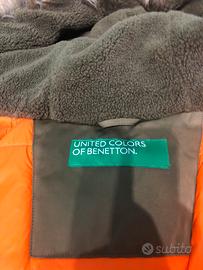 UNITED COLORS
OF BENETTON.
subito